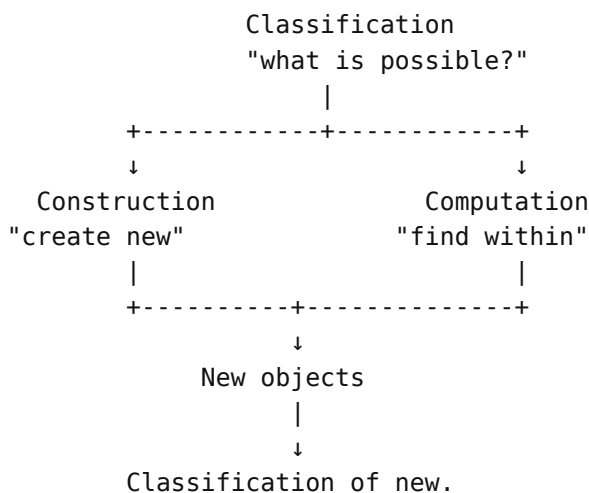 Classification
"what is possible?"
|
+------------+------------+
↓ ↓
Construction Computation
"create new" "find within"
| |
+----------+--------------+
↓
New objects
|
↓
Classification of new.